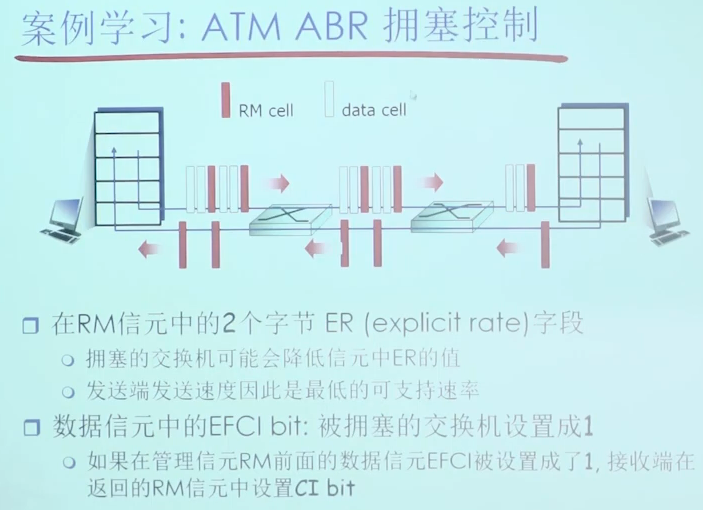 案例学习: ATM ABR 拥塞控制
RM cell
data cell
在RM信元中的2个字节 ER (explicit rate)字段
拥塞的交换机可能会降低信元中ER的值
发送端发送速度因此是最低的可支持速率
数据信元中的EFCI bit: 被拥塞的交换机设置成1
如果在管理信元RM前面的数据信元EFCI被设置成了1, 接收端在
返回的RM信元中设置CI bit